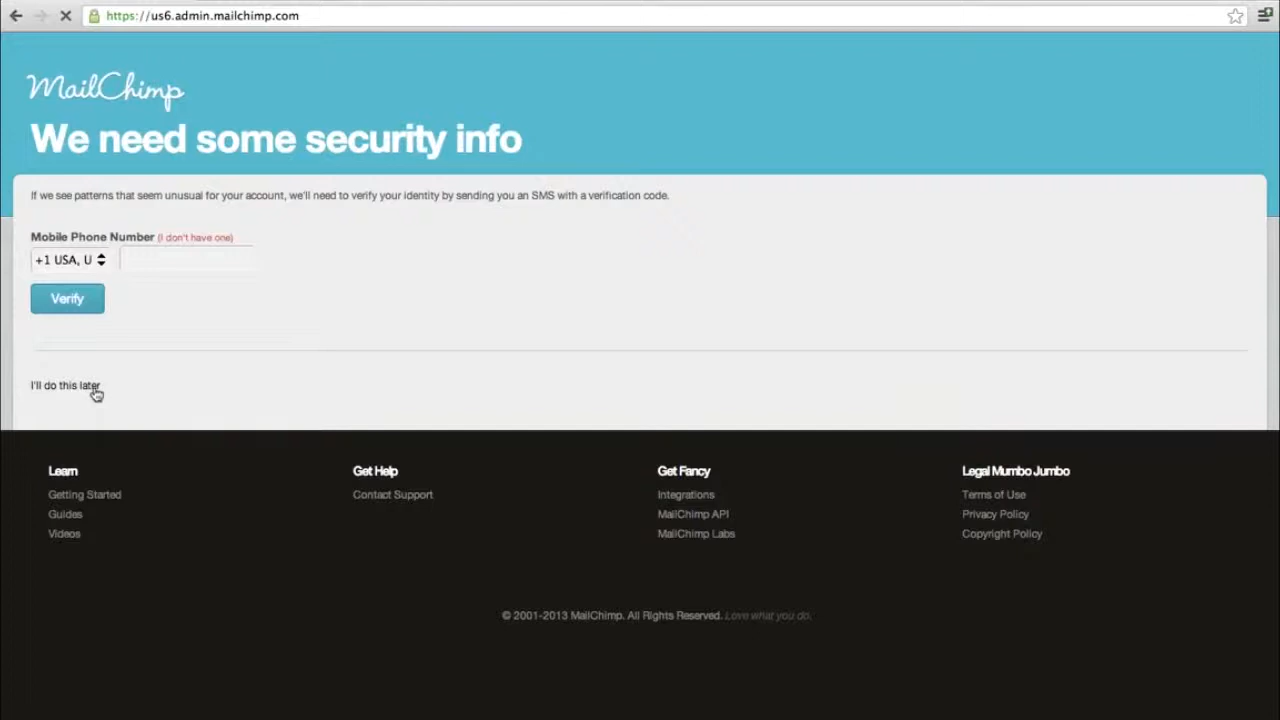 https://us6.admin.mailchimp.com
MailChimp
We need some security info
If we see patterns that seem unusual for your account, we'll need to verify your identity by sending you an SMS with a verification code.
Mobile Phone Number (I don't have one)
+1 USA, U
Verify
I'll do this later
Learn
Getting Started
Guides
Videos
Get Help
Contact Support
Get Fancy
Integrations
MailChimp API
MailChimp Labs
Legal Mumbo Jumbo
Terms of Use
Privacy Policy
Copyright Policy
© 2001-2013 MailChimp. All Rights Reserved. Love what you do.